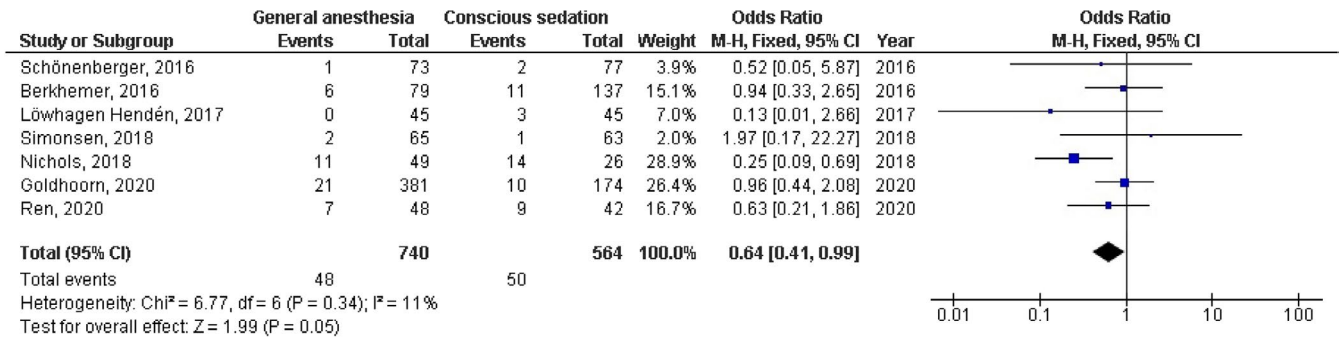 General anesthesia Conscious sedation Odds Ratio Odds Ratio
Study or Subgroup Events Total Events Total Weight M-H, Fixed, 95% CI Year M-H, Fixed, 95% CI
Schönenberger, 2016 1 73 2 77 3.9% 0.52 [0.05, 5.87] 2016
Berkhemer, 2016 6 79 11 137 15.1% 0.94 [0.33, 2.65] 2016
Löwhagen Hendén, 2017 0 45 3 45 7.0% 0.13 [0.01, 2.66] 2017
Simonsen, 2018 2 65 1 63 2.0% 1.97 [0.17, 22.27] 2018
Nichols, 2018 11 49 14 26 28.9% 0.25 [0.09, 0.69] 2018
Goldhoorn, 2020 21 381 10 174 26.4% 0.96 [0.44, 2.08] 2020
Ren, 2020 7 48 9 42 16.7% 0.63 [0.21, 1.86] 2020
Total (95% CI) 740 564 100.0% 0.64 [0.41, 0.99]
Total events 48 50
Heterogeneity: Chi² = 6.77, df = 6 (P = 0.34); I² = 11%
Test for overall effect: Z = 1.99 (P = 0.05)
0.01 0.1 1 10 100